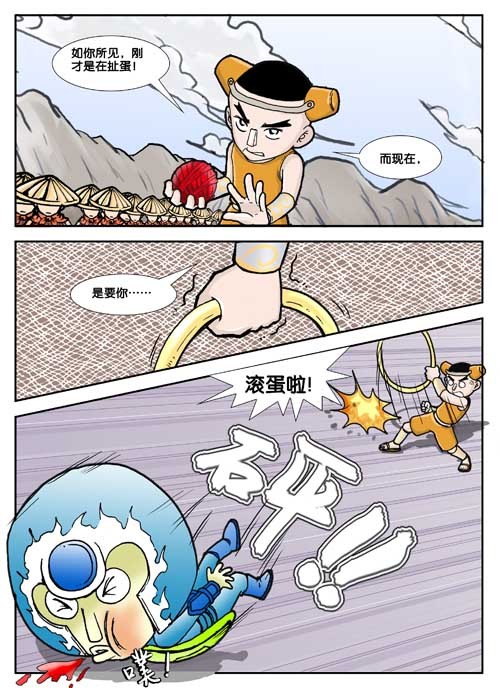 如你所见，刚
才是在扯蛋！
而现在，
是要你……
滚蛋啦！
砰!!
噗!